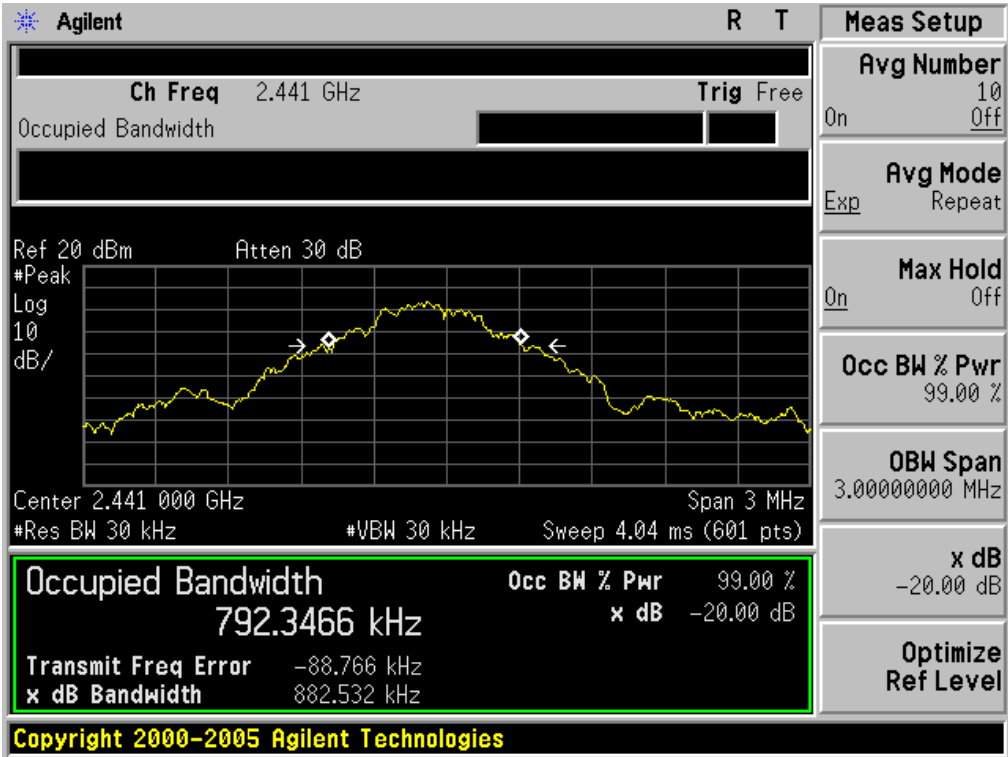 Agilent R T
Ch Freq 2.441 GHz Trig Free
Occupied Bandwidth
Ref 20 dBm Atten 30 dB
#Peak
Log
10
dB/
Center 2.441 000 GHz Span 3 MHz
#Res BW 30 kHz #VBW 30 kHz Sweep 4.04 ms (601 pts)
Occupied Bandwidth Occ BW % Pwr 99.00 %
792.3466 kHz x dB -20.00 dB
Transmit Freq Error -88.766 kHz
x dB Bandwidth 882.532 kHz
Copyright 2000-2005 Agilent Technologies
Meas Setup
Avg Number
10
On Off
Avg Mode
Exp Repeat
Max Hold
On Off
Occ BW % Pwr
99.00 %
OBW Span
3.00000000 MHz
x dB
-20.00 dB
Optimize
Ref Level